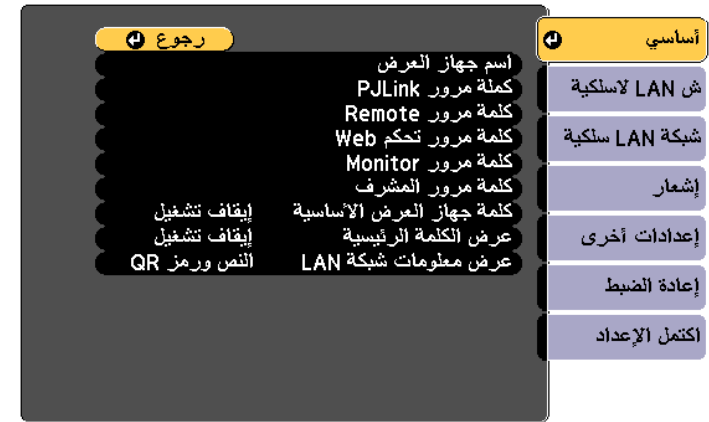 أساسي
ش LAN لاسلكية
شبكة LAN سلكية
إشعار
إعدادات أخرى
إعادة الضبط
اكتمل الإعداد
رجوع
اسم جهاز العرض
كملة مرور PJLink
كلمة مرور Remote
كلمة مرور تحكم Web
كلمة مرور Monitor
كلمة مرور المشرف
كلمة جهاز العرض الأساسية إيقاف تشغيل
عرض الكلمة الرئيسية إيقاف تشغيل
عرض معلومات شبكة LAN النص ورمز QR